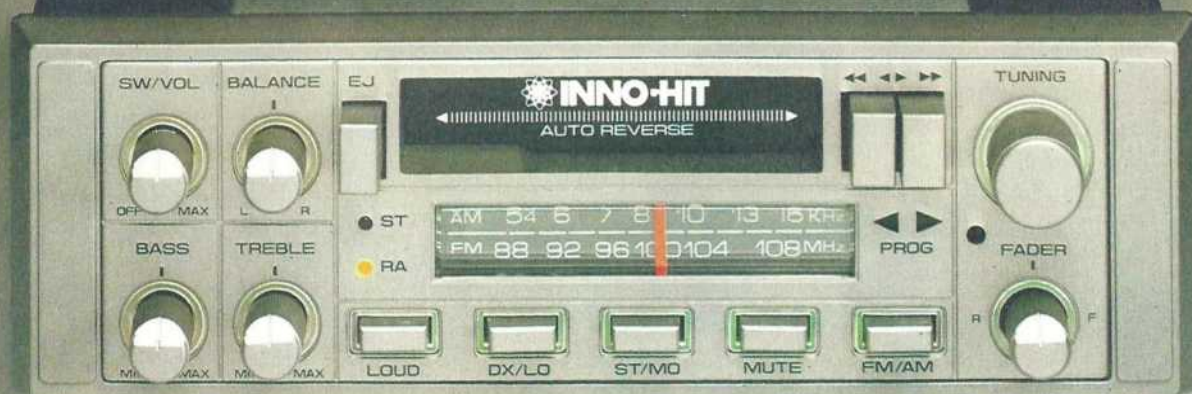 SW/VOL
OFF MAX
BALANCE
L R
EJ
INNO-HIT
AUTO REVERSE
TUNING
BASS
MAX
TREBLE
MAX
ST
RA
AM 54 6 7 8 10 13 16 KHz
FM 88 92 96 100 104 108 MHz
PROG
FADER
R F
LOUD
DX/LO
ST/MO
MUTE
FM/AM